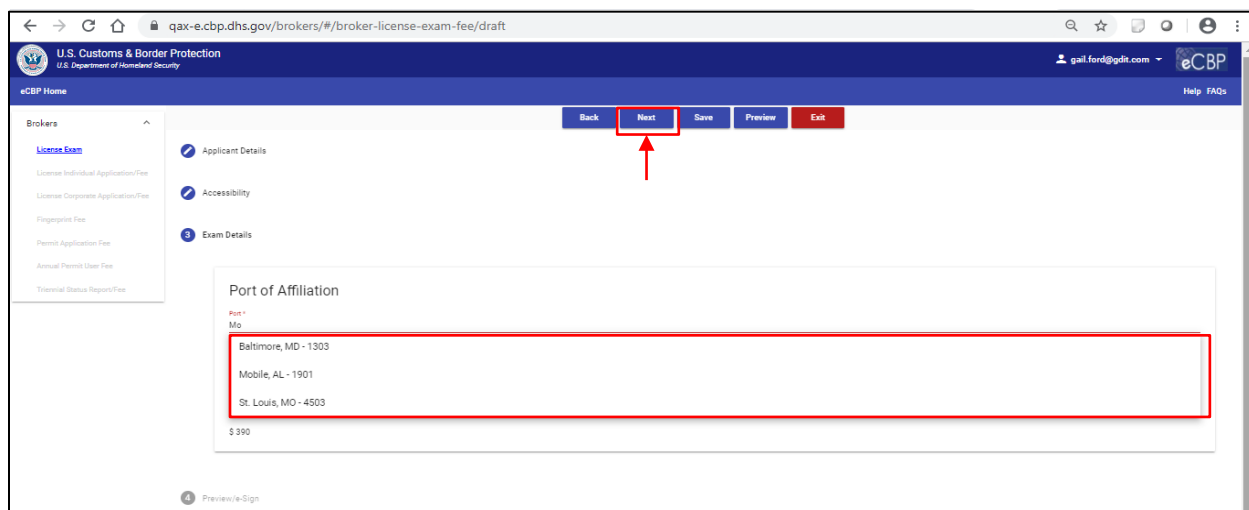 qax-e.cbp.dhs.gov/brokers/#/broker-license-exam-fee/draft
U.S. Customs & Border Protection
U.S. Department of Homeland Security
gail.ford@gdit.com
eCBP
eCBP Home
Help FAQs
Brokers
License Exam
License Individual Application/Fee
License Corporate Application/Fee
Fingerprint Fee
Permit Application Fee
Annual Permit User Fee
Triennial Status Report/Fee
Back Next Save Preview Exit
Applicant Details
Accessibility
3 Exam Details
Port of Affiliation
Port *
Mo
Baltimore, MD - 1303
Mobile, AL - 1901
St. Louis, MO - 4503
$ 390
4 Preview/e-Sign